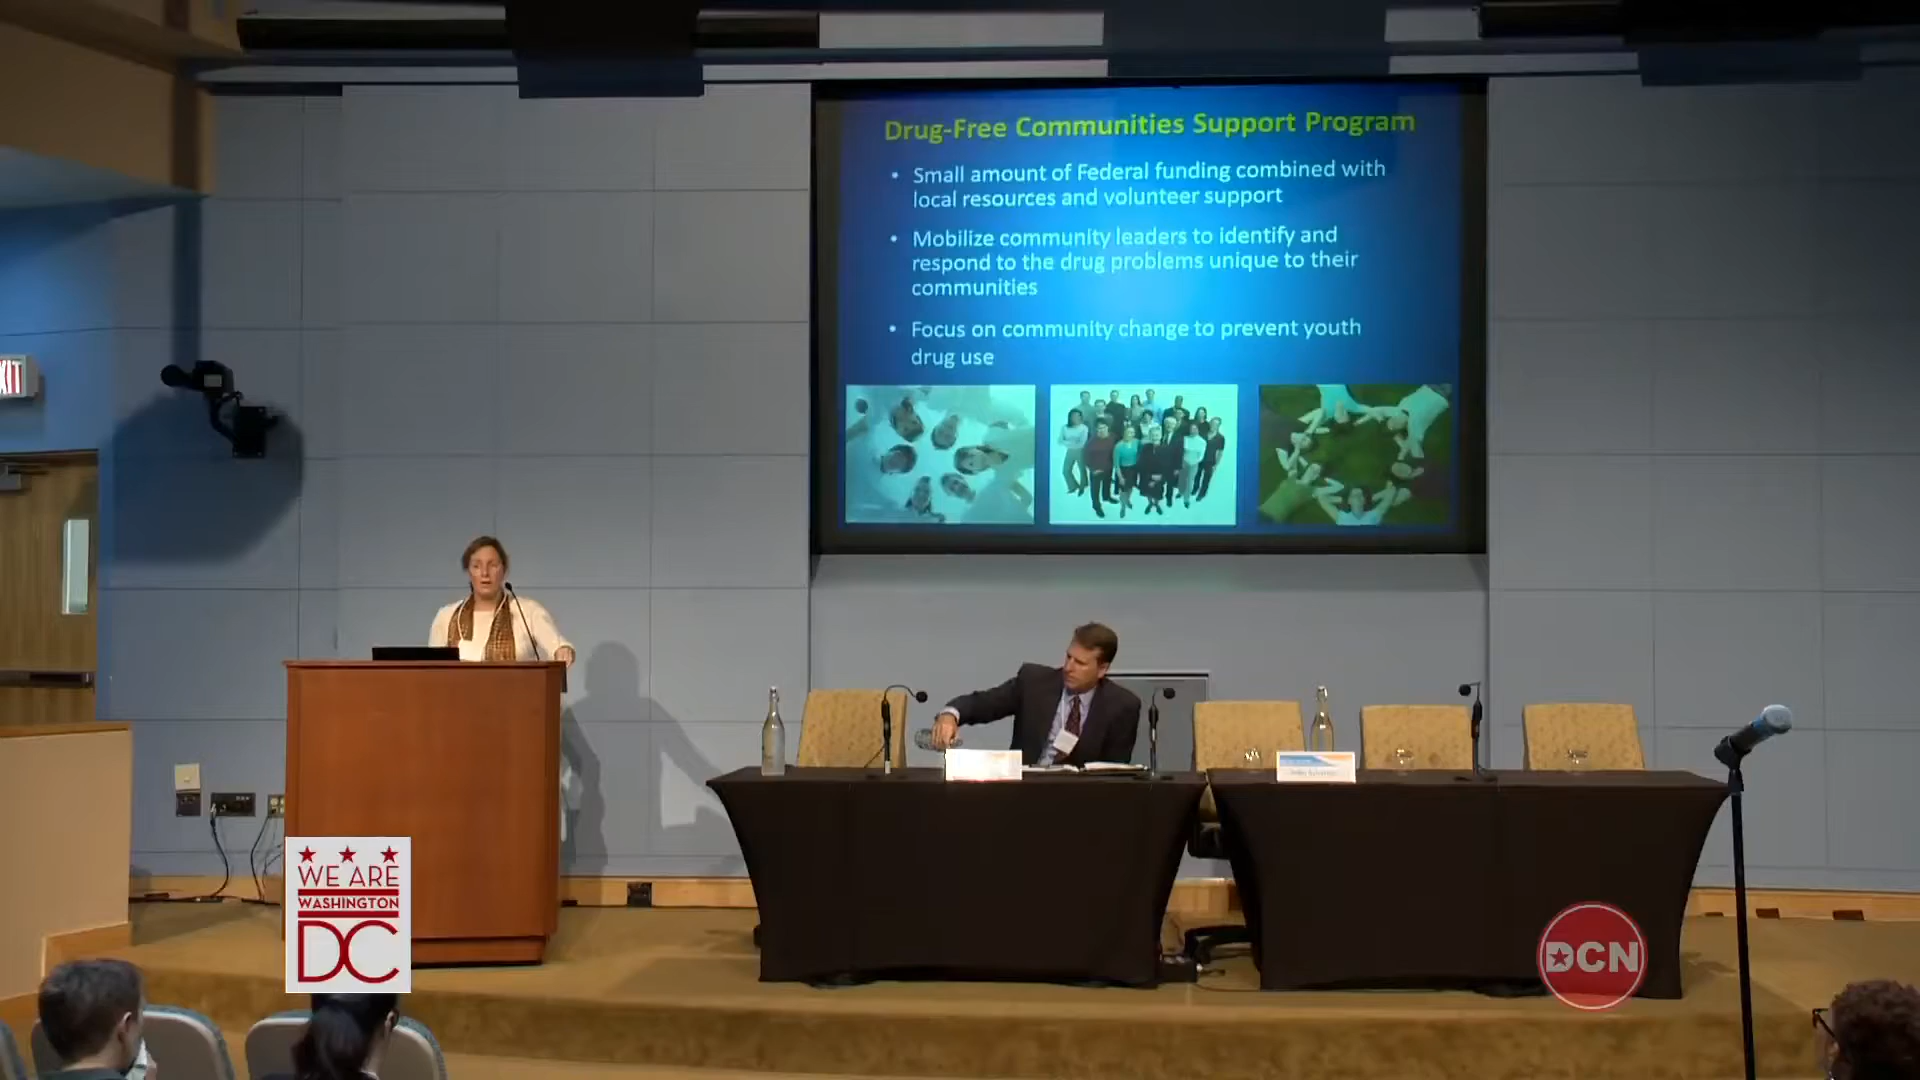 Drug-Free Communities Support Program
• Small amount of Federal funding combined with
local resources and volunteer support
• Mobilize community leaders to identify and
respond to the drug problems unique to their
communities
• Focus on community change to prevent youth
drug use
WE ARE
WASHINGTON
DC
DCN